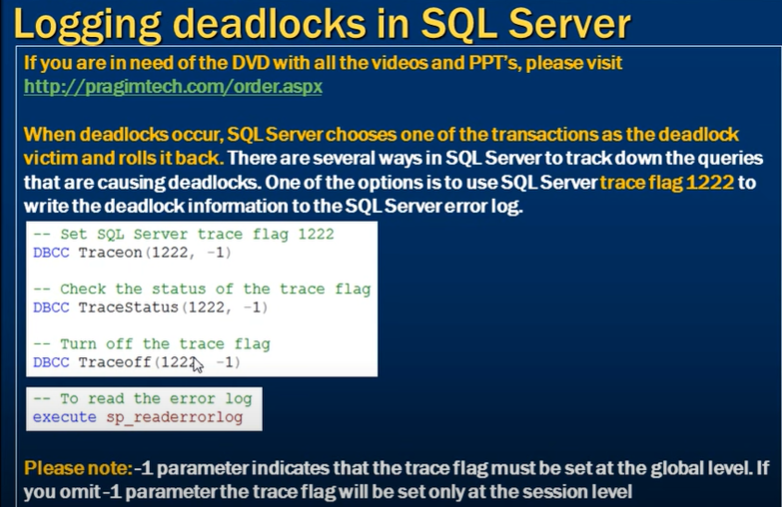 Logging deadlocks in SQL Server
If you are in need of the DVD with all the videos and PPT's, please visit
http://pragimtech.com/order.aspx
When deadlocks occur, SQL Server chooses one of the transactions as the deadlock
victim and rolls it back. There are several ways in SQL Server to track down the queries
that are causing deadlocks. One of the options is to use SQL Server trace flag 1222 to
write the deadlock information to the SQL Server error log.
-- Set SQL Server trace flag 1222
DBCC Traceon(1222, -1)
-- Check the status of the trace flag
DBCC TraceStatus(1222, -1)
-- Turn off the trace flag
DBCC Traceoff(1222, -1)
-- To read the error log
execute sp_readerrorlog
Please note: -1 parameter indicates that the trace flag must be set at the global level. If
you omit -1 parameter the trace flag will be set only at the session level